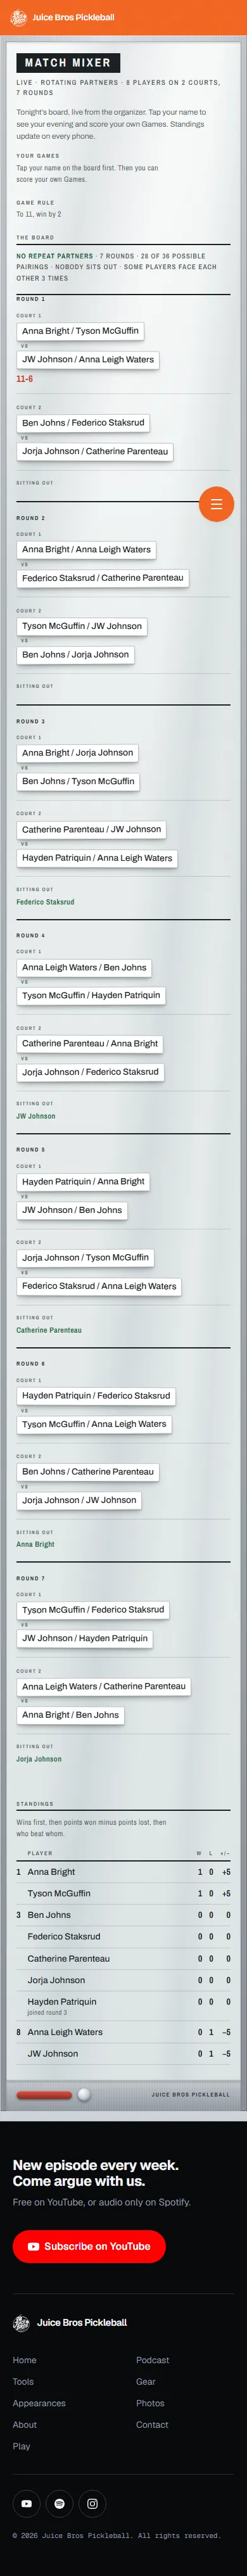 Juice Bros Pickleball
MATCH MIXER
LIVE · ROTATING PARTNERS · 8 PLAYERS ON 2 COURTS,
7 ROUNDS
Tonight's board, live from the organizer. Tap your name to
see your evening and score your own Games. Standings
update on every phone.
YOUR GAMES
Tap your name on the board first. Then you can
score your own Games.
GAME RULE
To 11, win by 2
THE BOARD
NO REPEAT PARTNERS · 7 ROUNDS · 28 OF 36 POSSIBLE
PAIRINGS · NOBODY SITS OUT · SOME PLAYERS FACE EACH
OTHER 3 TIMES
ROUND 1
COURT 1
Anna Bright / Tyson McGuffin
VS
JW Johnson / Anna Leigh Waters
11-6
COURT 2
Ben Johns / Federico Staksrud
VS
Jorja Johnson / Catherine Parenteau
SITTING OUT
ROUND 2
COURT 1
Anna Bright / Anna Leigh Waters
VS
Federico Staksrud / Catherine Parenteau
COURT 2
Tyson McGuffin / JW Johnson
VS
Ben Johns / Jorja Johnson
SITTING OUT
ROUND 3
COURT 1
Anna Bright / Jorja Johnson
VS
Ben Johns / Tyson McGuffin
COURT 2
Catherine Parenteau / JW Johnson
VS
Hayden Patriquin / Anna Leigh Waters
SITTING OUT
Federico Staksrud
ROUND 4
COURT 1
Anna Leigh Waters / Ben Johns
VS
Tyson McGuffin / Hayden Patriquin
COURT 2
Catherine Parenteau / Anna Bright
VS
Jorja Johnson / Federico Staksrud
SITTING OUT
JW Johnson
ROUND 5
COURT 1
Hayden Patriquin / Anna Bright
VS
JW Johnson / Ben Johns
COURT 2
Jorja Johnson / Tyson McGuffin
VS
Federico Staksrud / Anna Leigh Waters
SITTING OUT
Catherine Parenteau
ROUND 6
COURT 1
Hayden Patriquin / Federico Staksrud
VS
Tyson McGuffin / Anna Leigh Waters
COURT 2
Ben Johns / Catherine Parenteau
VS
Jorja Johnson / JW Johnson
SITTING OUT
Anna Bright
ROUND 7
COURT 1
Tyson McGuffin / Federico Staksrud
VS
JW Johnson / Hayden Patriquin
COURT 2
Anna Leigh Waters / Catherine Parenteau
VS
Anna Bright / Ben Johns
SITTING OUT
Jorja Johnson
STANDINGS
Wins first, then points won minus points lost, then
who beat whom.
PLAYER W L +/−
1 Anna Bright 1 0 +5
Tyson McGuffin 1 0 +5
3 Ben Johns 0 0 0
Federico Staksrud 0 0 0
Catherine Parenteau 0 0 0
Jorja Johnson 0 0 0
Hayden Patriquin 0 0 0
joined round 3
8 Anna Leigh Waters 0 1 −5
JW Johnson 0 1 −5
JUICE BROS PICKLEBALL
New episode every week.
Come argue with us.
Free on YouTube, or audio only on Spotify.
Subscribe on YouTube
Juice Bros Pickleball
Home Podcast
Tools Gear
Appearances Photos
About Contact
Play
© 2026 Juice Bros Pickleball. All rights reserved.